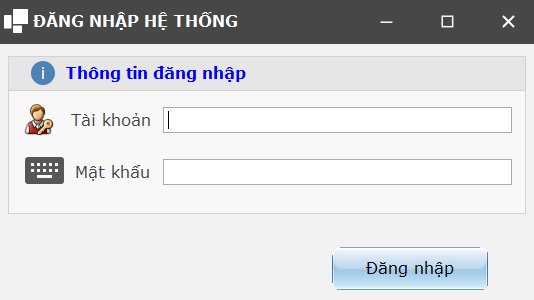 ĐĂNG NHẬP HỆ THỐNG
Thông tin đăng nhập
Tài khoản
Mật khẩu
Đăng nhập